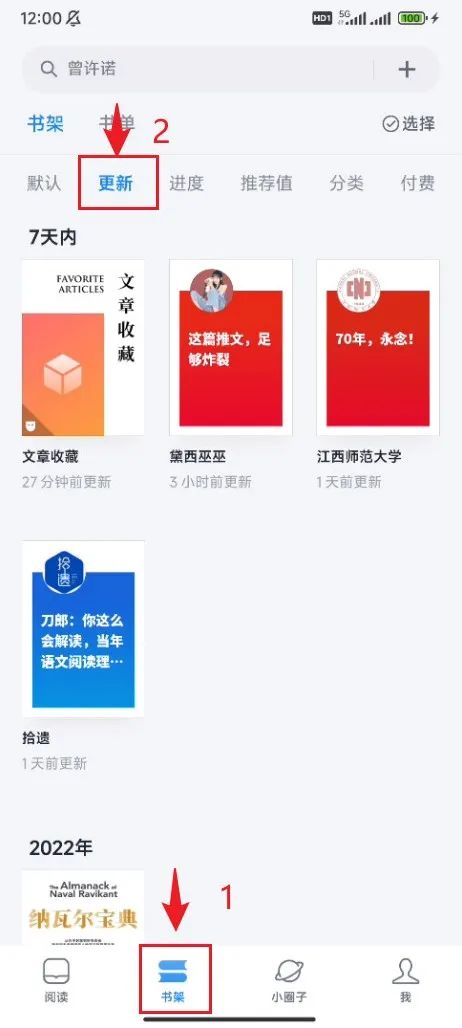 12:00
HD1 5G 100
曾许诺
书架 书单 2 选择
默认 更新 进度 推荐值 分类 付费
7天内
FAVORITE
ARTICLES
文章收藏
这篇推文，足
够炸裂
70年，永念！
文章收藏 黛西巫巫 江西师范大学
27 分钟前更新 3 小时前更新 1 天前更新
拾遗
刀郎：你这么
会解读，当年
语文阅读理…
拾遗
1 天前更新
2022年
The Almanack of
Naval Ravikant
纳瓦尔宝典
1
阅读 书架 小圈子 我